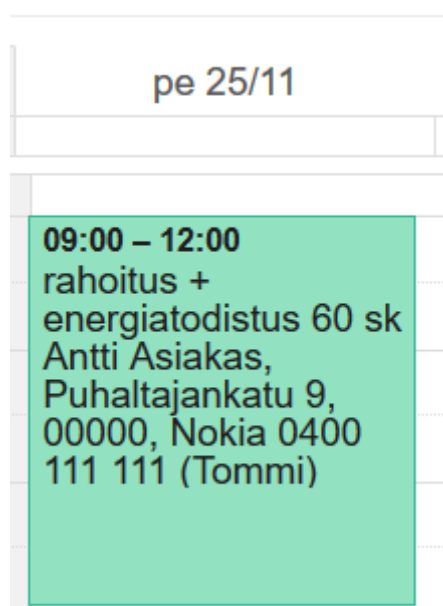 pe 25/11
09:00 – 12:00
rahoitus +
energiatodistus 60 sk
Antti Asiakas,
Puhaltajankatu 9,
00000, Nokia 0400
111 111 (Tommi)